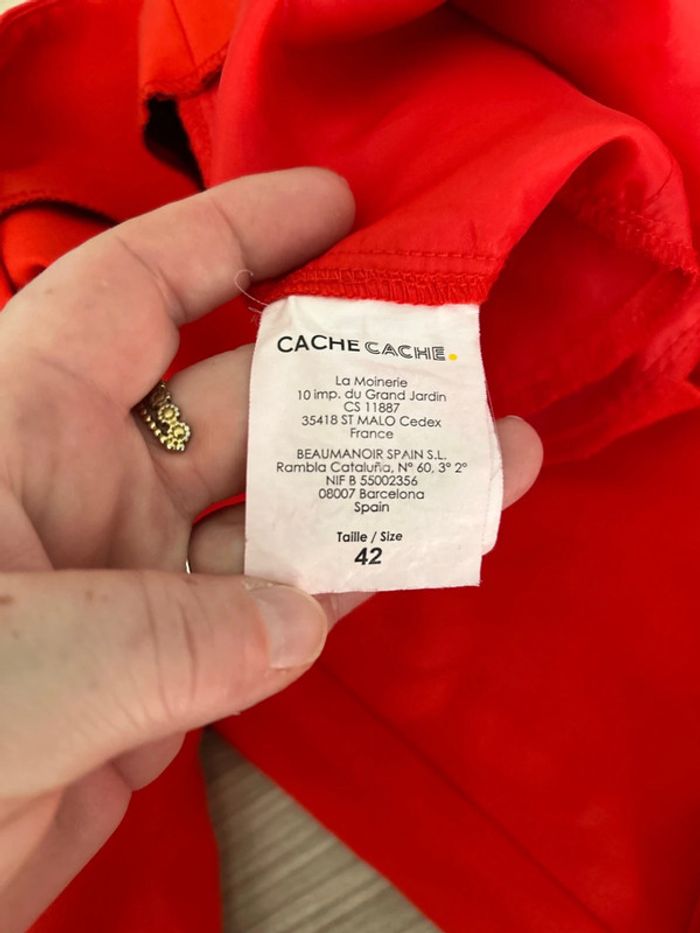 CACHE CACHE.
La Moinerie
10 imp. du Grand Jardin
CS 11887
35418 ST MALO Cedex
France
BEAUMANOIR SPAIN S.L.
Rambla Cataluña, Nº 60, 3º 2º
NIF B 55002356
08007 Barcelona
Spain
Taille / Size
42